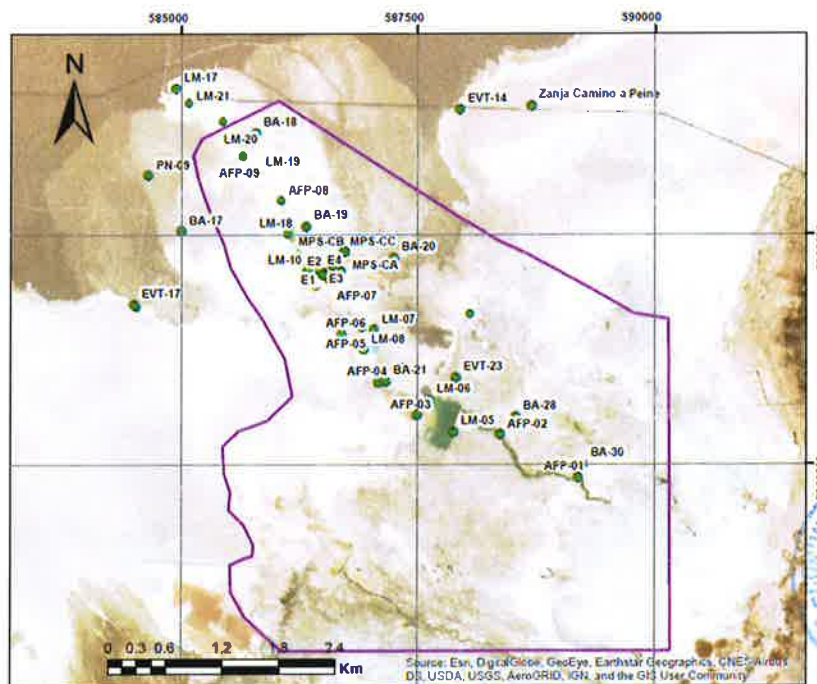 585000 587500 590000
N
LM-17
LM-21
EVT-14
Zanja Camino a Peine
BA-18
LM-20
LM-19
PN-09
AFP-09
AFP-08
BA-17
LM-18
BA-19
MPS-CB
MPS-CC
BA-20
LM-10
E2
E4
MPS-CA
E1
E3
AFP-07
EVT-17
AFP-06
LM-07
AFP-05
LM-08
AFP-04
BA-21
EVT-23
LM-06
AFP-03
BA-28
LM-05
AFP-02
BA-30
AFP-01
0 0.3 0.6 1.2 1.8 2.4
Km
Source: Esri, DigitalGlobe, GeoEye, Earthstar Geographics, CNES/Airbus
DS, USDA, USGS, AeroGRID, IGN, and the GIS User Community